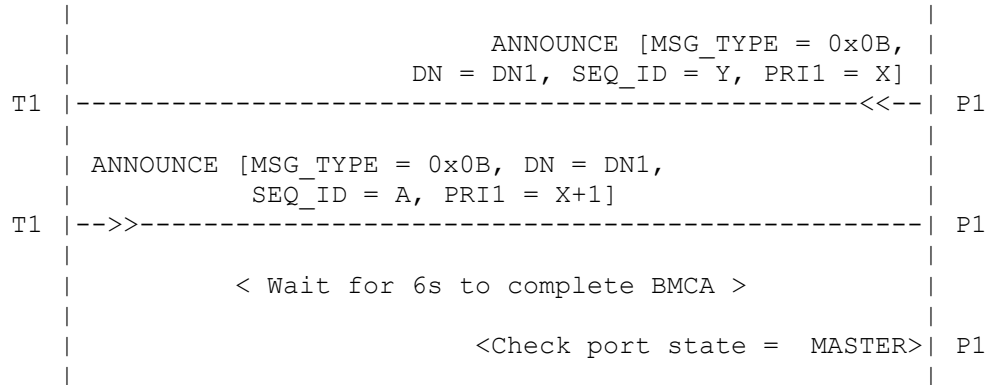 ANNOUNCE [MSG_TYPE = 0x0B,
DN = DN1, SEQ_ID = Y, PRI1 = X]
T1 |--------------------------------------------------<<--| P1
ANNOUNCE [MSG_TYPE = 0x0B, DN = DN1,
SEQ_ID = A, PRI1 = X+1]
T1 |-->>--------------------------------------------------| P1
< Wait for 6s to complete BMCA >
<Check port state =  MASTER>| P1